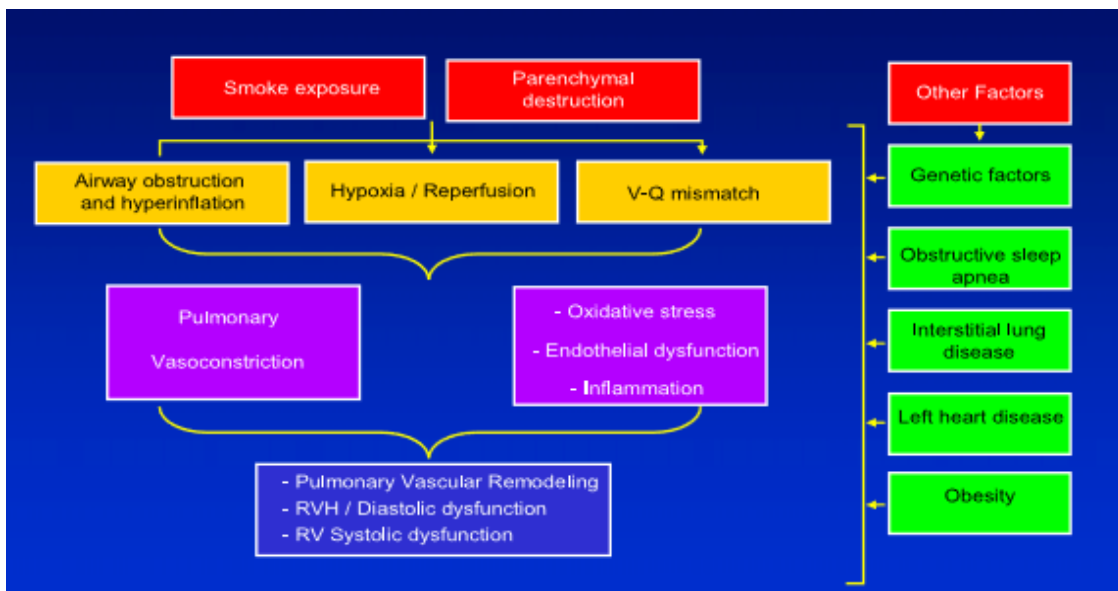 Smoke exposure
Parenchymal
destruction
Other Factors
Airway obstruction
and hyperinflation
Hypoxia / Reperfusion
V-Q mismatch
Genetic factors
Obstructive sleep
apnea
Pulmonary
Vasoconstriction
- Oxidative stress
- Endothelial dysfunction
- Inflammation
Interstitial lung
disease
Left heart disease
- Pulmonary Vascular Remodeling
- RVH / Diastolic dysfunction
- RV Systolic dysfunction
Obesity